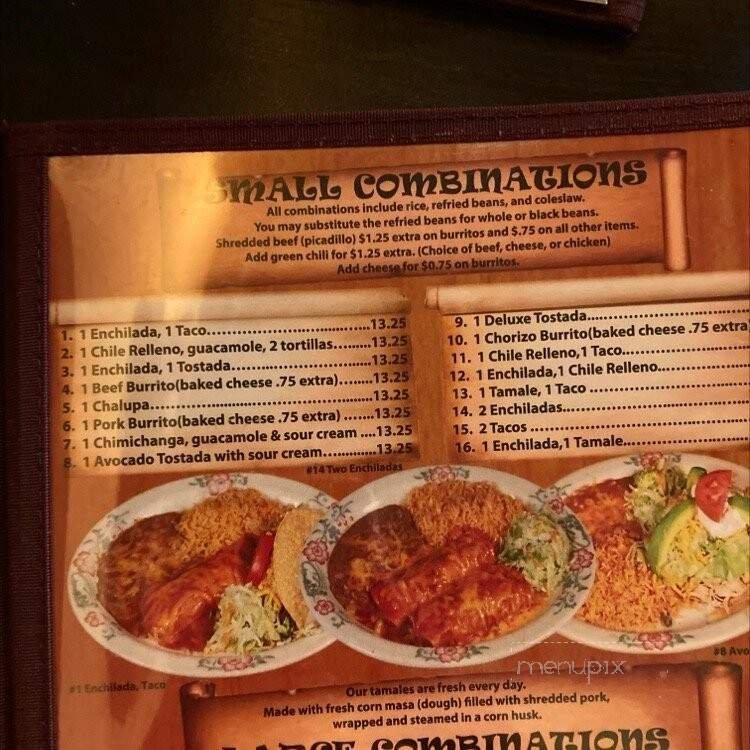 SMALL COMBINATIONS
All combinations include rice, refried beans, and coleslaw.
You may substitute the refried beans for whole or black beans.
Shredded beef (picadillo) $1.25 extra on burritos and $.75 on all other items.
Add green chili for $1.25 extra. (Choice of beef, cheese, or chicken)
Add cheese for $0.75 on burritos.
1. 1 Enchilada, 1 Taco......................................13.25
2. 1 Chile Relleno, guacamole, 2 tortillas.........13.25
3. 1 Enchilada, 1 Tostada................................13.25
4. 1 Beef Burrito(baked cheese .75 extra)........13.25
5. 1 Chalupa....................................................13.25
6. 1 Pork Burrito(baked cheese .75 extra) .......13.25
7. 1 Chimichanga, guacamole & sour cream ....13.25
8. 1 Avocado Tostada with sour cream.............13.25
9. 1 Deluxe Tostada
10. 1 Chorizo Burrito(baked cheese .75 extra
11. 1 Chile Relleno,1 Taco
12. 1 Enchilada,1 Chile Relleno
13. 1 Tamale, 1 Taco
14. 2 Enchiladas
15. 2 Tacos
16. 1 Enchilada,1 Tamale
#14 Two Enchiladas
#1 Enchilada, Taco
#8 Avo
menupix
Our tamales are fresh every day.
Made with fresh corn masa (dough) filled with shredded pork,
wrapped and steamed in a corn husk.
LARGE COMBINATIONS